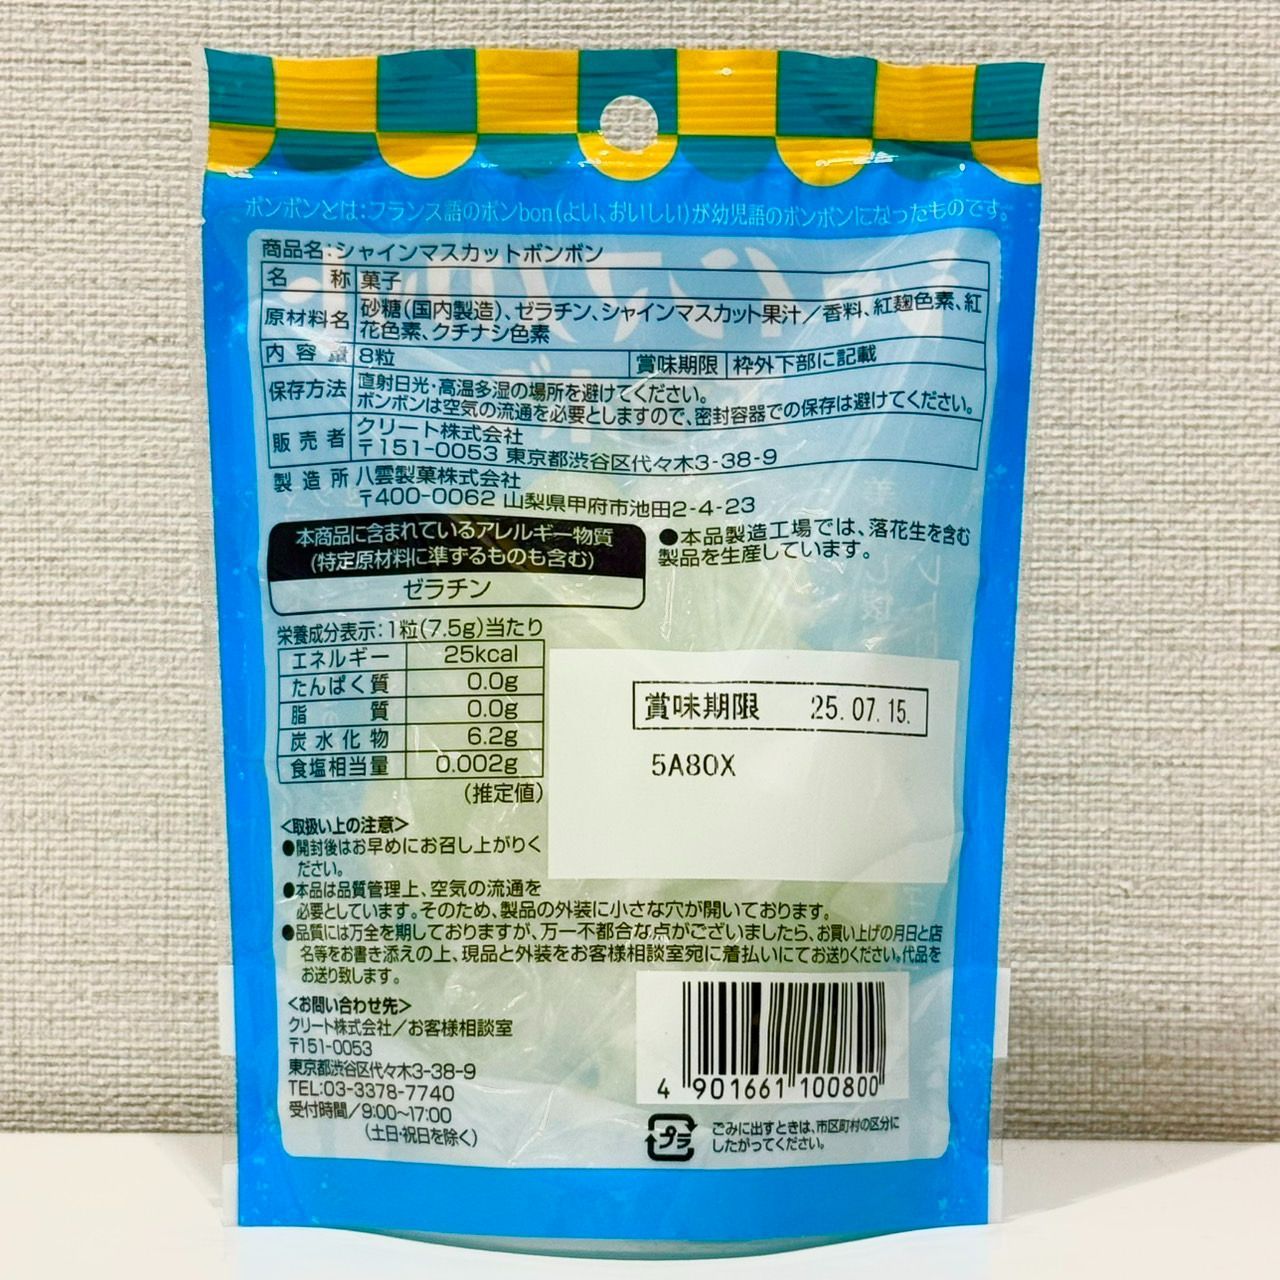 ボンボンとは:フランス語のボンbon(よい、おいしい)が幼児語のボンボンになったものです。
商品名:シャインマスカットボンボン
名 称 菓子
原材料名 砂糖(国内製造)、ゼラチン、シャインマスカット果汁/香料、紅麹色素、紅
花色素、クチナシ色素
内容量 8粒 賞味期限 枠外下部に記載
保存方法 直射日光・高温多湿の場所を避けてください。
ボンボンは空気の流通を必要としますので、密封容器での保存は避けてください。
販売者 クリート株式会社
〒151-0053 東京都渋谷区代々木3-38-9
製造所 八雲製菓株式会社
〒400-0062 山梨県甲府市池田2-4-23
本商品に含まれているアレルギー物質
(特定原材料に準ずるものも含む)
ゼラチン
●本品製造工場では、落花生を含む
製品を生産しています。
栄養成分表示:1粒(7.5g)当たり
エネルギー 25kcal
たんぱく質 0.0g
脂 質 0.0g
炭水化物 6.2g
食塩相当量 0.002g
(推定値)
賞味期限 25.07.15.
5A80X
<取扱い上の注意>
●開封後はお早めにお召し上がりく
ださい。
●本品は品質管理上、空気の流通を
必要としています。そのため、製品の外装に小さな穴が開いております。
●品質には万全を期しておりますが、万一不都合な点がございましたら、お買い上げの月日と店
名等をお書き添えの上、現品と外装をお客様相談室宛に着払いにてお送りください。代品を
お送り致します。
<お問い合わせ先>
クリート株式会社/お客様相談室
〒151-0053
東京都渋谷区代々木3-38-9
TEL:03-3378-7740
受付時間/9:00~17:00
(土日・祝日を除く)
4 901661 100800
プラ
ごみに出すときは、市区町村の区分に
したがってください。